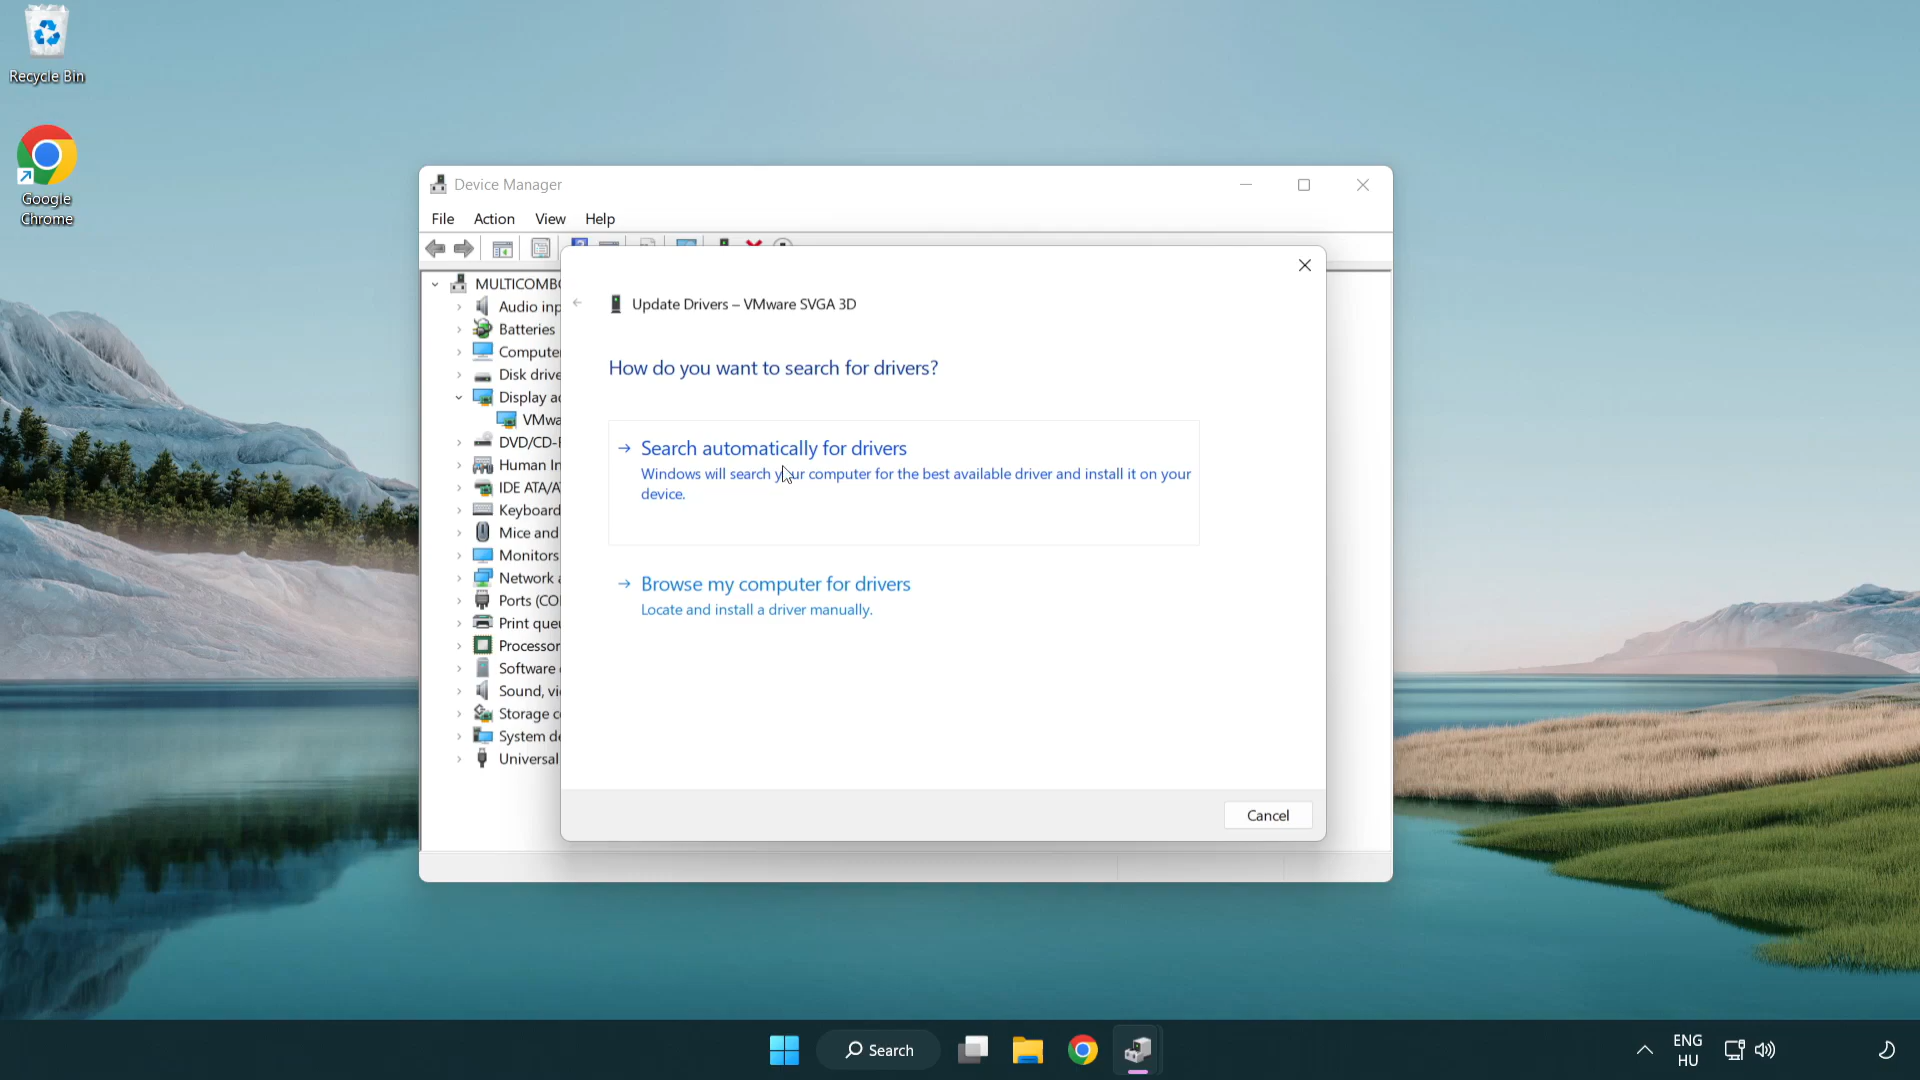 Recycle Bin
Google
Chrome
Device Manager
File Action View Help
MULTICOMB
Audio inp
Batteries
Compute
Disk drive
Display a
VMwa
DVD/CD-
Human In
IDE ATA/A
Keyboard
Mice and
Monitors
Network
Ports (CO
Print que
Processor
Software
Sound, vi
Storage c
System de
Universal
Update Drivers – VMware SVGA 3D
How do you want to search for drivers?
Search automatically for drivers
Windows will search your computer for the best available driver and install it on your
device.
Browse my computer for drivers
Locate and install a driver manually.
Cancel
Search
ENG
HU